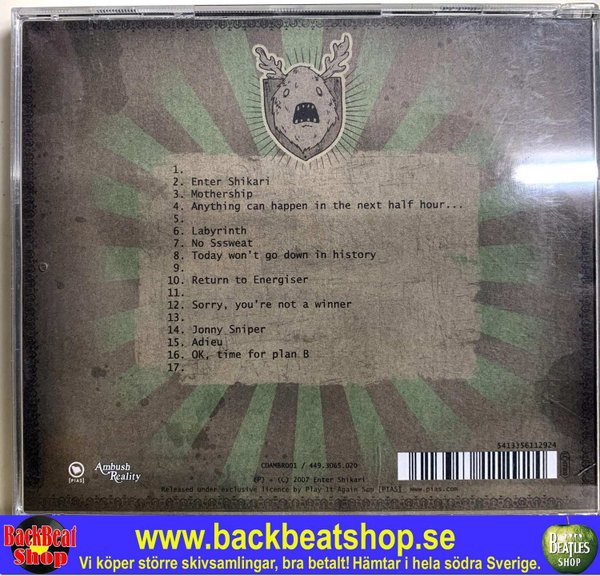 1.
2. Enter Shikari
3. Mothership
4. Anything can happen in the next half hour...
5.
6. Labyrinth
7. No Sssweat
8. Today won't go down in history
9.
10. Return to Energiser
11.
12. Sorry, you're not a winner
13.
14. Jonny Sniper
15. Adieu
16. OK, time for plan B
17.
5413356112924
CDAMBR001 / 449.3065.020
(P) + (C) 2007 Enter Shikari
Released under exclusive licence by Play It Again Sam [PIAS]. www.pias.com
[PIAS]
Ambush
Reality
BackBeat
Shop
www.backbeatshop.se
Vi köper större skivsamlingar, bra betalt! Hämtar i hela södra Sverige.
BEATLES
SHOP